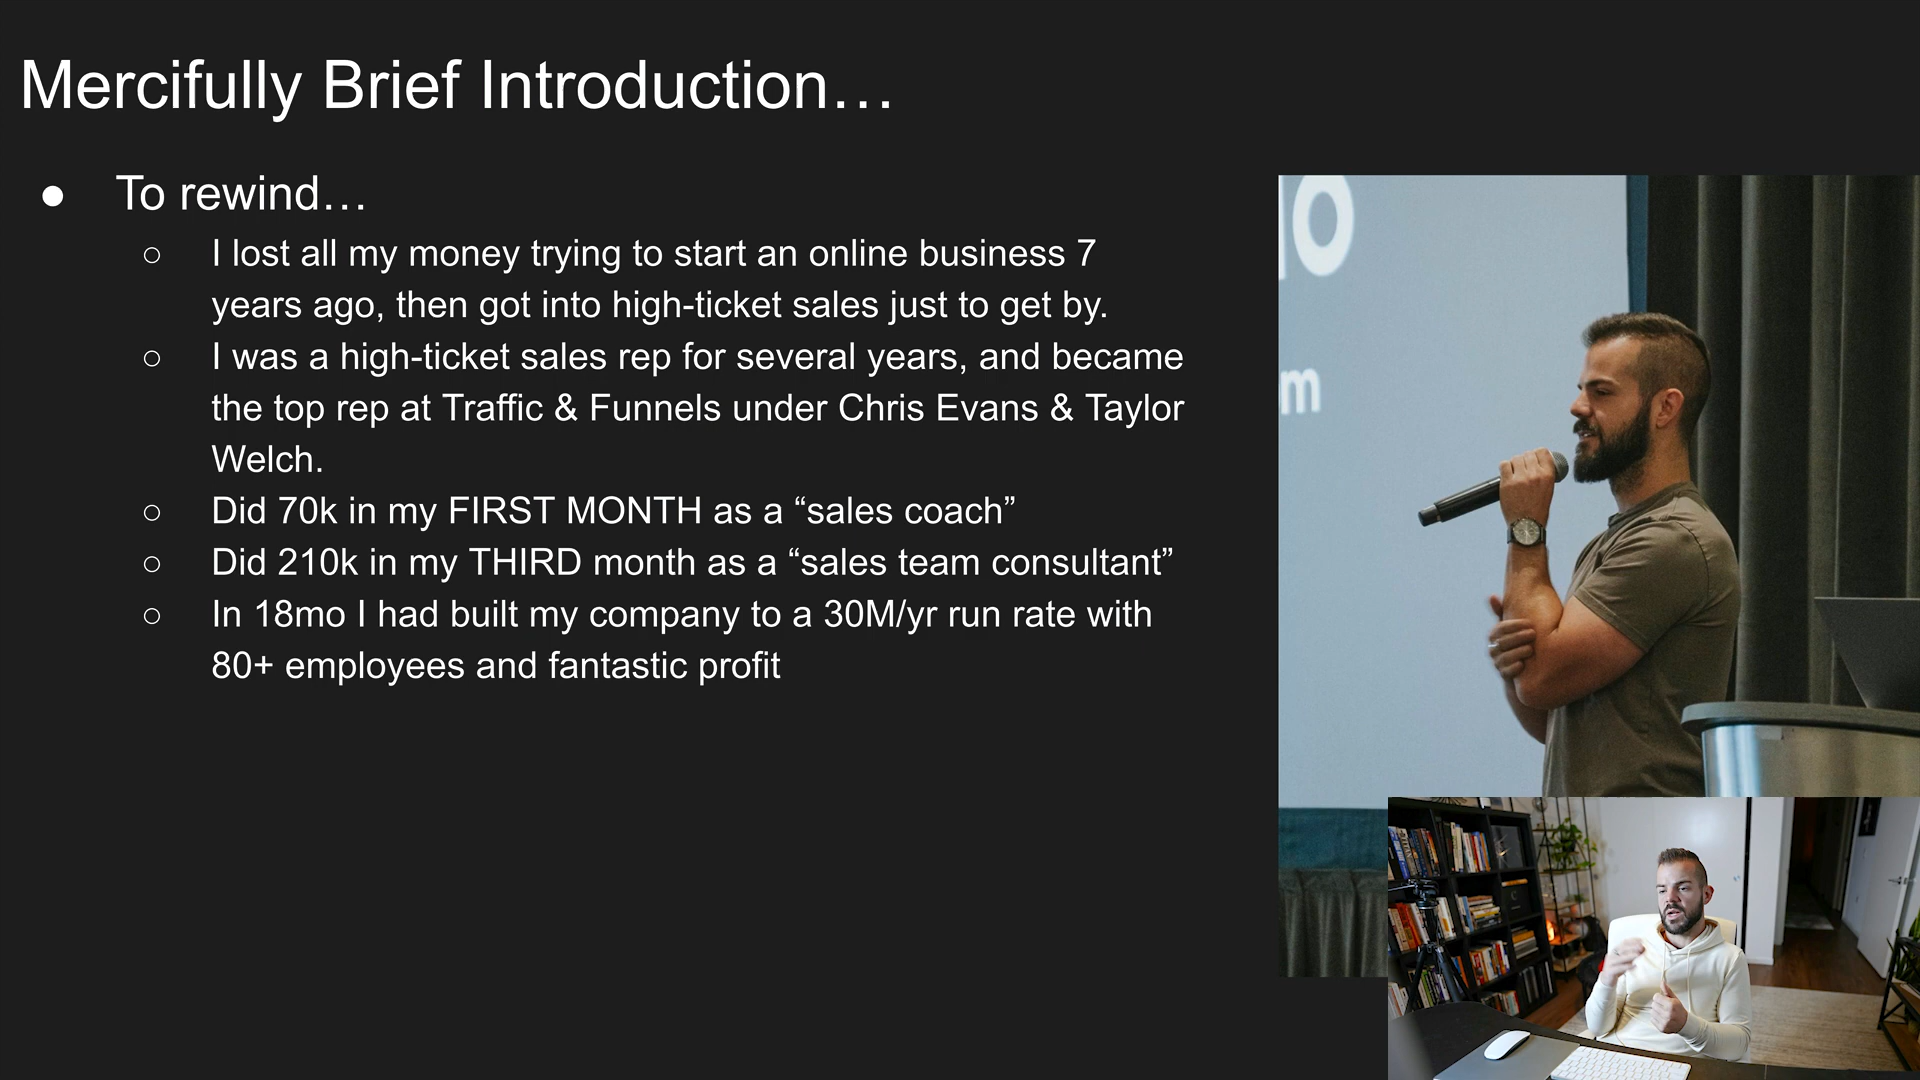 Mercifully Brief Introduction…
● To rewind…
○ I lost all my money trying to start an online business 7
years ago, then got into high-ticket sales just to get by.
○ I was a high-ticket sales rep for several years, and became
the top rep at Traffic & Funnels under Chris Evans & Taylor
Welch.
○ Did 70k in my FIRST MONTH as a “sales coach”
○ Did 210k in my THIRD month as a “sales team consultant”
○ In 18mo I had built my company to a 30M/yr run rate with
80+ employees and fantastic profit
o
m